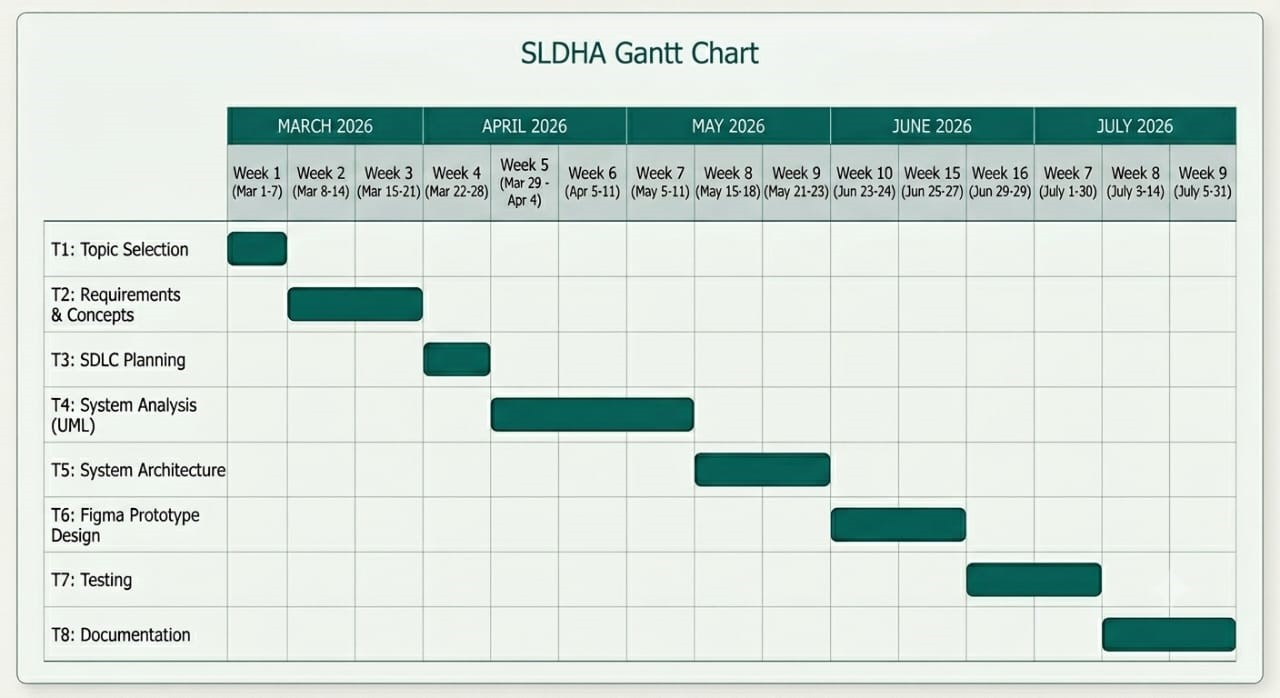 SLDHA Gantt Chart
MARCH 2026 APRIL 2026 MAY 2026 JUNE 2026 JULY 2026
Week 1 (Mar 1-7)
Week 2 (Mar 8-14)
Week 3 (Mar 15-21)
Week 4 (Mar 22-28)
Week 5 (Mar 29 - Apr 4)
Week 6 (Apr 5-11)
Week 7 (May 5-11)
Week 8 (May 15-18)
Week 9 (May 21-23)
Week 10 (Jun 23-24)
Week 15 (Jun 25-27)
Week 16 (Jun 29-29)
Week 7 (July 1-30)
Week 8 (July 3-14)
Week 9 (July 5-31)
T1: Topic Selection
T2: Requirements
& Concepts
T3: SDLC Planning
T4: System Analysis
(UML)
T5: System Architecture
T6: Figma Prototype
Design
T7: Testing
T8: Documentation